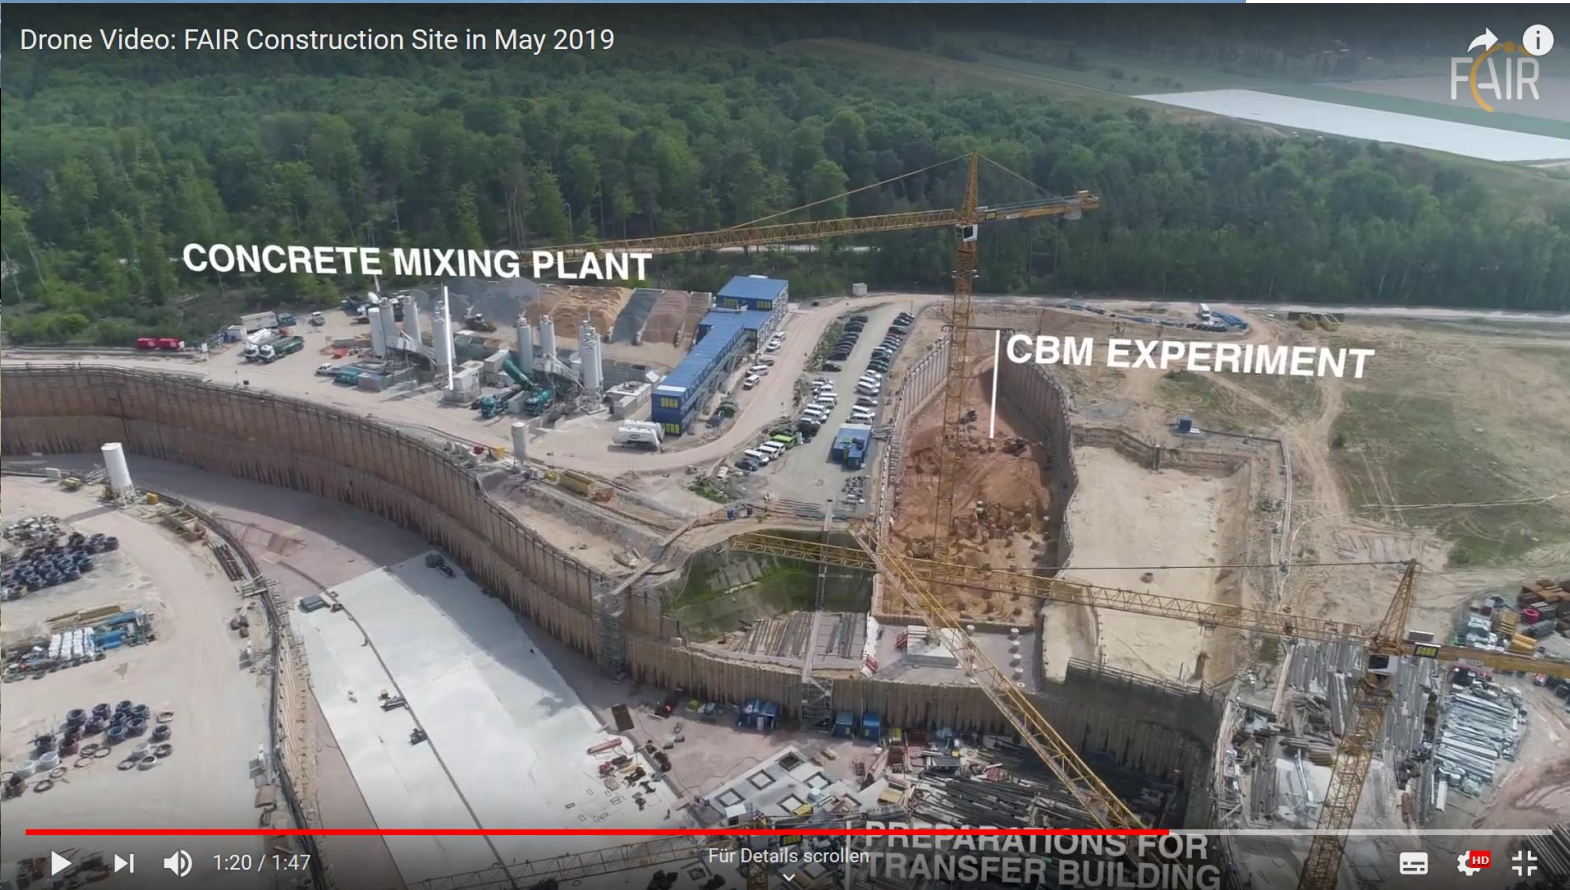 Drone Video: FAIR Construction Site in May 2019
i
FAIR
CONCRETE MIXING PLANT
CBM EXPERIMENT
PREPARATIONS FOR
TRANSFER BUILDING
Für Details scrollen
1:20 / 1:47
HD